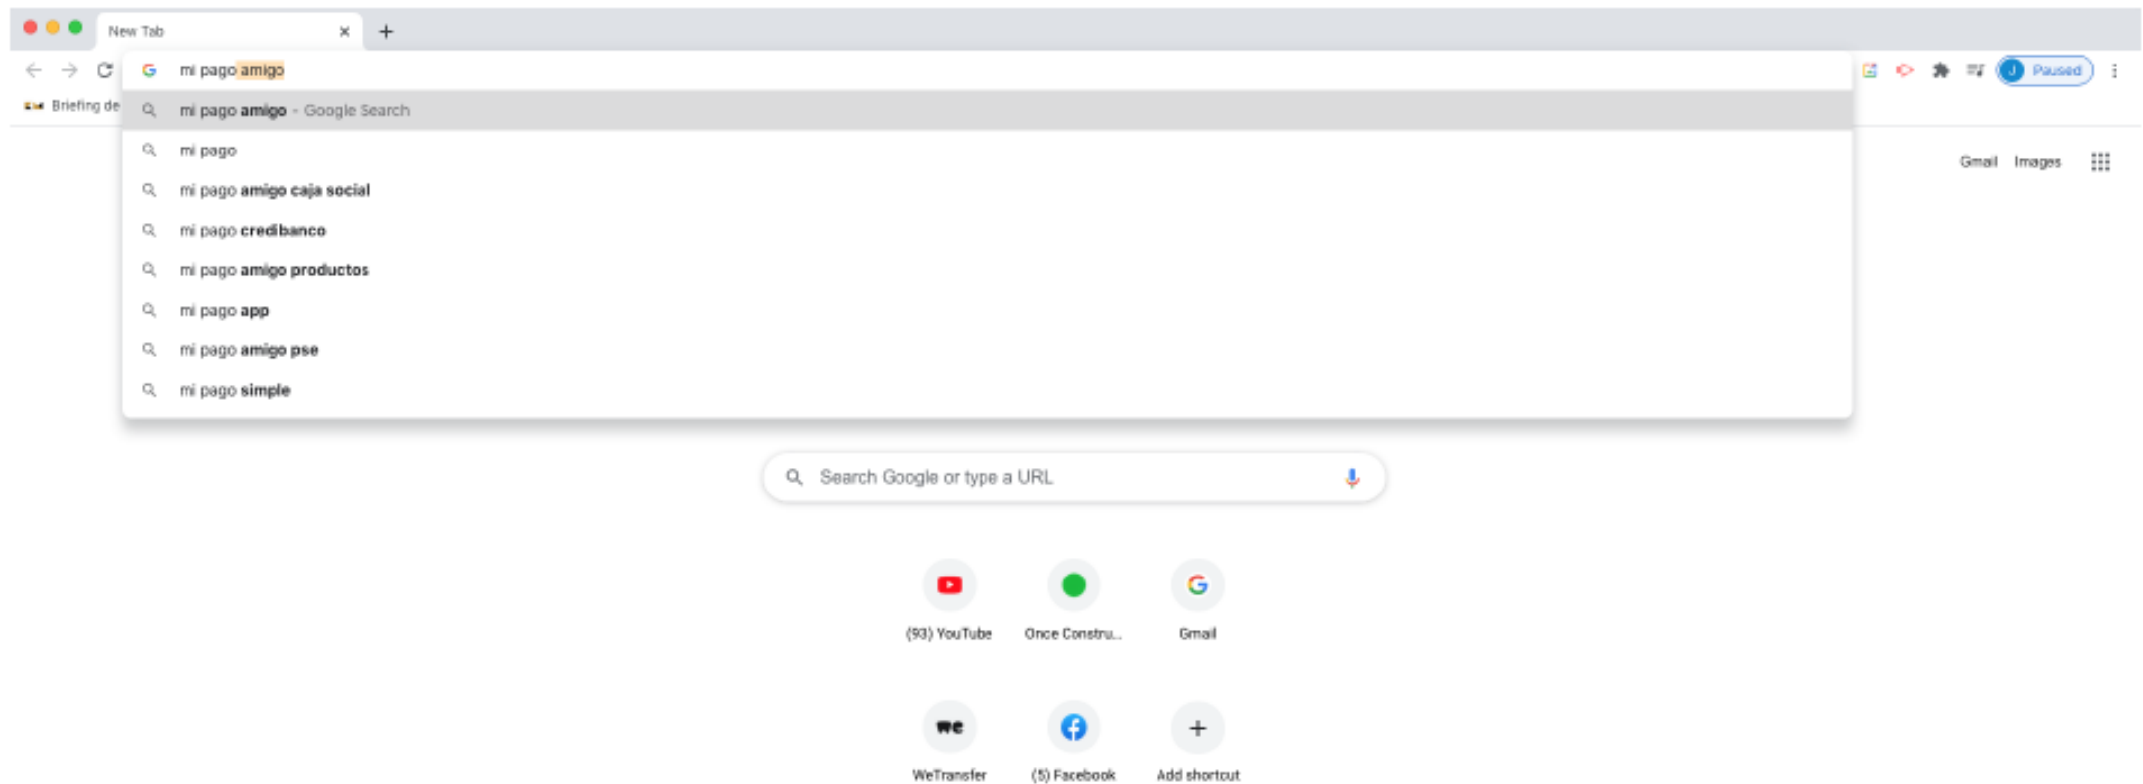 New Tab
mi pago amigo
J Paused
Briefing de
mi pago amigo - Google Search
mi pago
Gmail Images
mi pago amigo caja social
mi pago credibanco
mi pago amigo productos
mi pago app
mi pago amigo pse
mi pago simple
Search Google or type a URL
(93) YouTube Once Constru... Gmail
we
WeTransfer (5) Facebook Add shortcut